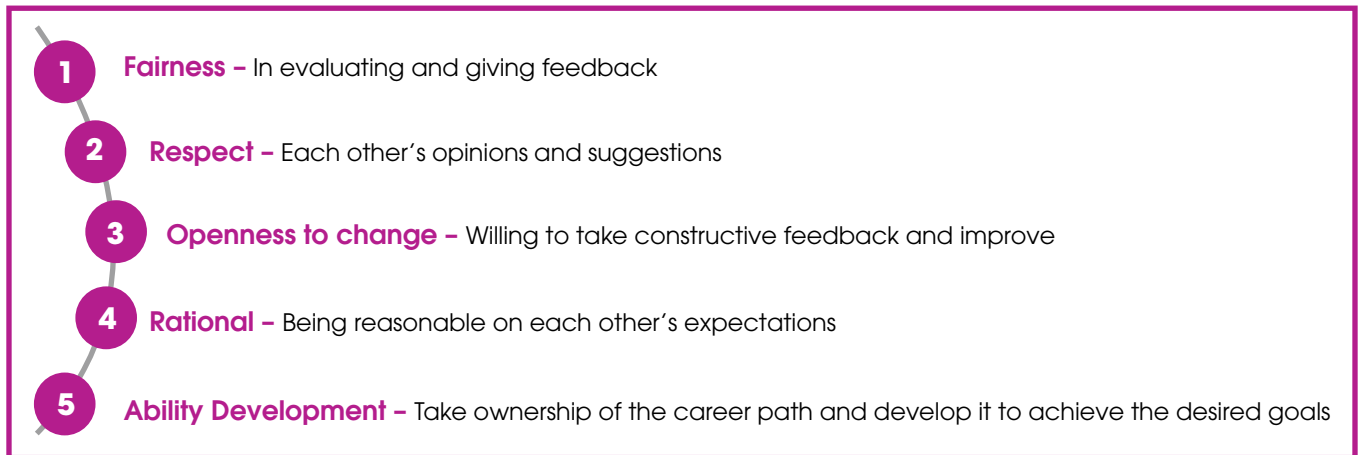 1 Fairness – In evaluating and giving feedback
2 Respect – Each other’s opinions and suggestions
3 Openness to change – Willing to take constructive feedback and improve
4 Rational – Being reasonable on each other’s expectations
5 Ability Development – Take ownership of the career path and develop it to achieve the desired goals